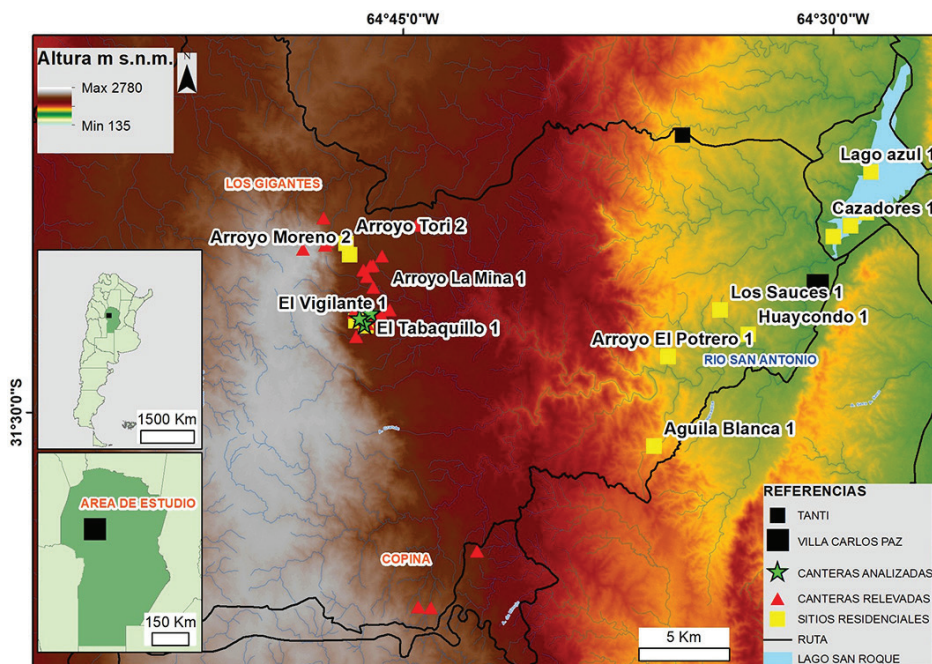 64°45'0"W
64°30'0"W
Altura m s.n.m.
N
Max 2780
Min 135
Lago azul 1
LOS GIGANTES
Cazadores 1
Arroyo Tori 2
Arroyo Moreno 2
Arroyo La Mina 1
El Vigilante 1
Los Sauces 1
El Tabaquillo 1
Huaycondo 1
Arroyo El Potrero 1
RIO SAN ANTONIO
31°30'0"S
1500 Km
Aguila Blanca 1
AREA DE ESTUDIO
150 Km
COPINA
5 Km
REFERENCIAS
TANTI
VILLA CARLOS PAZ
CANTERAS ANALIZADAS
CANTERAS RELEVADAS
SITIOS RESIDENCIALES
RUTA
LAGO SAN ROQUE